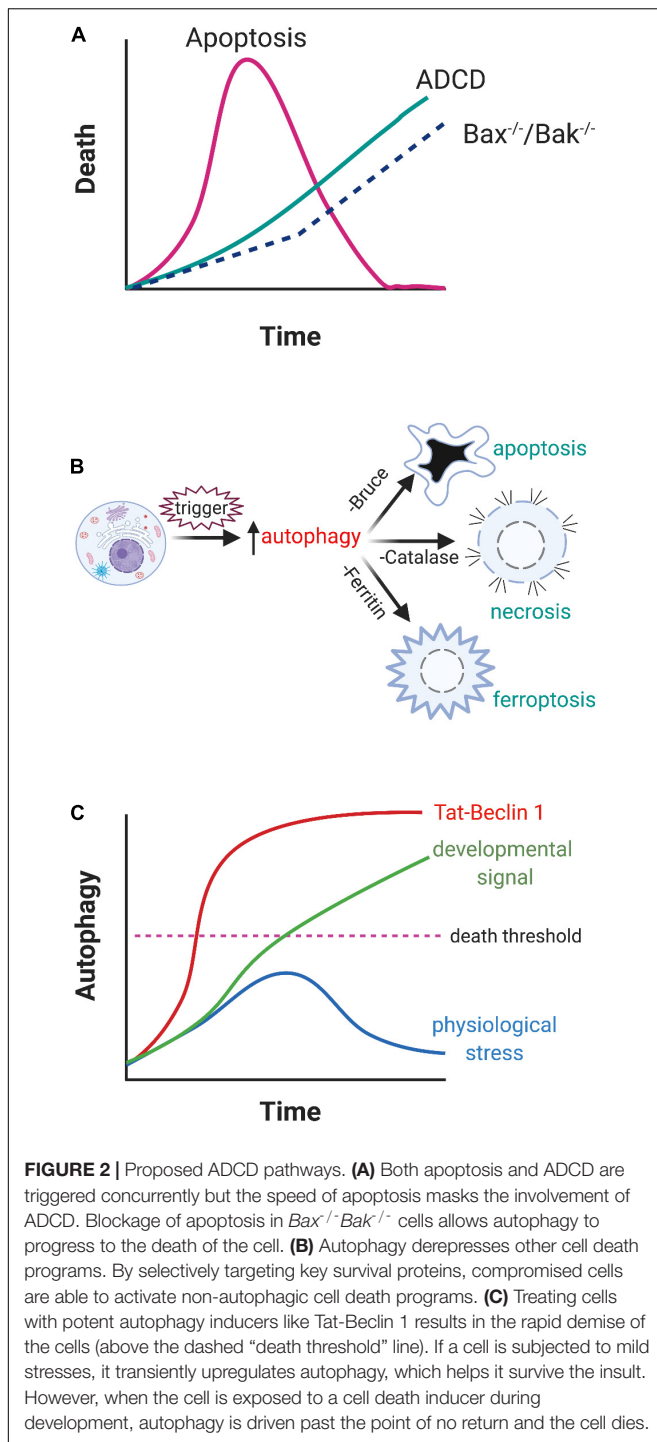 A
Apoptosis
ADCD
Bax-/-/Bak-/-
Death
Time
B
trigger
autophagy
-Bruce
-Catalase
-Ferritin
apoptosis
necrosis
ferroptosis
C
Tat-Beclin 1
developmental
signal
death threshold
physiological
stress
Autophagy
Time
FIGURE 2 | Proposed ADCD pathways. (A) Both apoptosis and ADCD are
triggered concurrently but the speed of apoptosis masks the involvement of
ADCD. Blockage of apoptosis in Bax-/-Bak-/- cells allows autophagy to
progress to the death of the cell. (B) Autophagy derepresses other cell death
programs. By selectively targeting key survival proteins, compromised cells
are able to activate non-autophagic cell death programs. (C) Treating cells
with potent autophagy inducers like Tat-Beclin 1 results in the rapid demise of
the cells (above the dashed “death threshold” line). If a cell is subjected to mild
stresses, it transiently upregulates autophagy, which helps it survive the insult.
However, when the cell is exposed to a cell death inducer during
development, autophagy is driven past the point of no return and the cell dies.